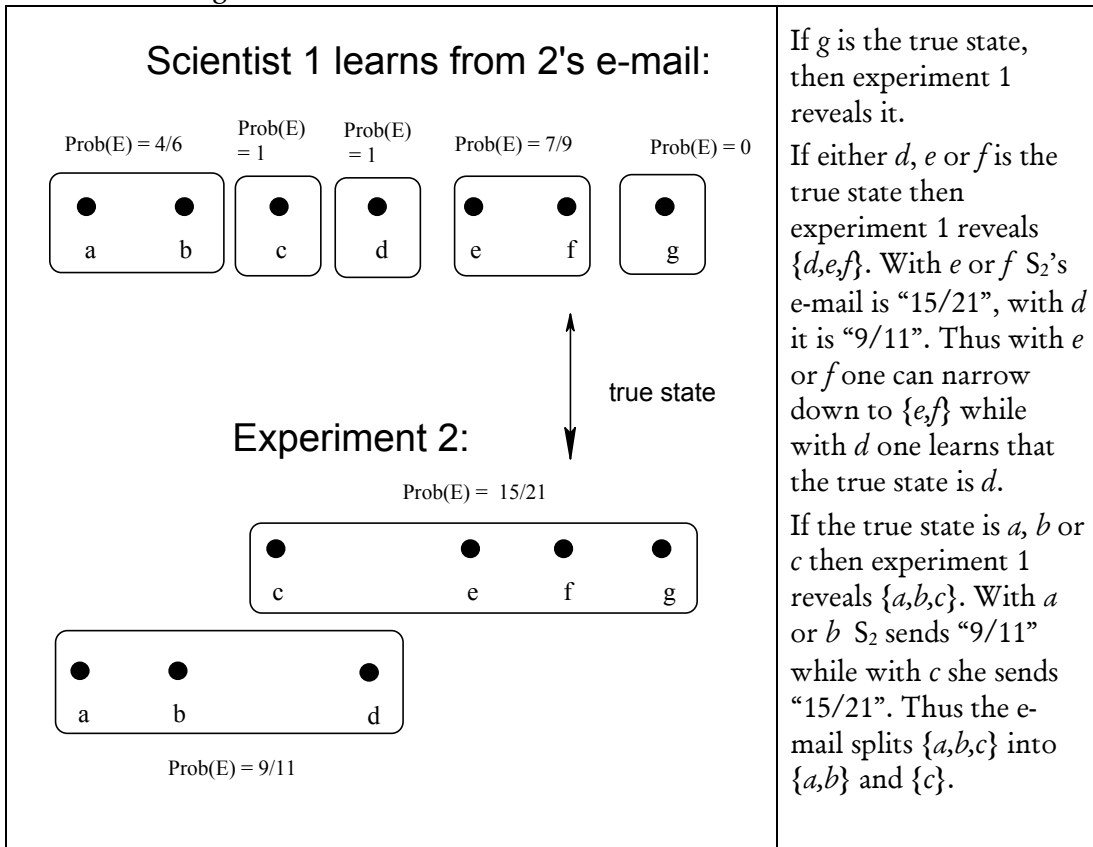 Scientist 1 learns from 2's e-mail:
Prob(E) = 4/6
Prob(E)
= 1
Prob(E)
= 1
Prob(E) = 7/9
Prob(E) = 0
a b c d e f g
true state
Experiment 2:
Prob(E) = 15/21
c e f g
a b d
Prob(E) = 9/11
If g is the true state,
then experiment 1
reveals it.
If either d, e or f is the
true state then
experiment 1 reveals
{d,e,f}. With e or f S₂’s
e-mail is “15/21”, with d
it is “9/11”. Thus with e
or f one can narrow
down to {e,f} while
with d one learns that
the true state is d.
If the true state is a, b or
c then experiment 1
reveals {a,b,c}. With a
or b S₂ sends “9/11”
while with c she sends
“15/21”. Thus the e-
mail splits {a,b,c} into
{a,b} and {c}.